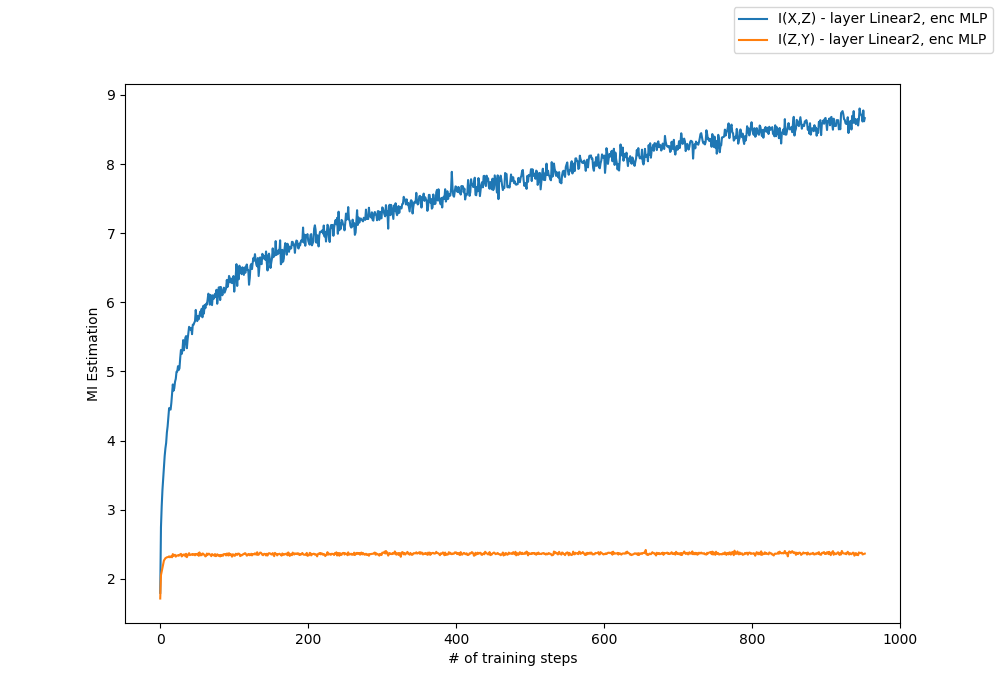 I(X,Z) - layer Linear2, enc MLP
I(Z,Y) - layer Linear2, enc MLP
9
8
7
6
5
4
3
2
MI Estimation
0 200 400 600 800 1000
# of training steps